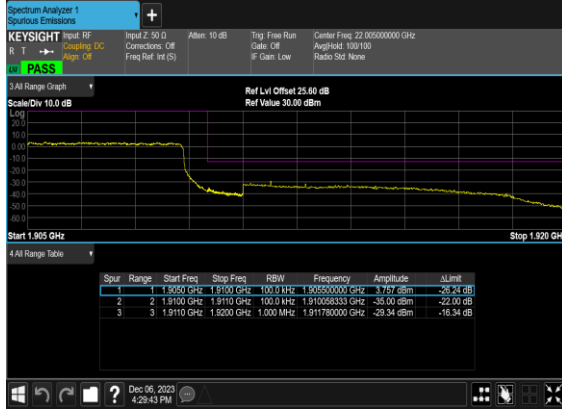 Spectrum Analyzer 1
Spurious Emissions
+
KEYSIGHT Input: RF Input Z: 50 Ω Atten: 10 dB Trig: Free Run Center Freq: 22.005000000 GHz
R T Coupling: DC Corrections: Off Gate: Off Avg|Hold: 100/100
Align: Off Freq Ref: Int (S) IF Gain: Low Radio Std: None
PASS
3 All Range Graph Ref Lvl Offset 25.60 dB
Scale/Div 10.0 dB Ref Value 30.00 dBm
Log
20.0
10.0
0.00
-10.0
-20.0
-30.0
-40.0
-50.0
-60.0
Start 1.905 GHz Stop 1.920 GH
4 All Range Table
Spur Range Start Freq Stop Freq RBW Frequency Amplitude ΔLimit
1 1 1.9050 GHz 1.9100 GHz 100.0 kHz 1.905500000 GHz 3.757 dBm -26.24 dB
2 2 1.9100 GHz 1.9110 GHz 100.0 kHz 1.910058333 GHz -35.00 dBm -22.00 dB
3 3 1.9110 GHz 1.9200 GHz 1.000 MHz 1.911780000 GHz -29.34 dBm -16.34 dB
? Dec 06, 2023
4:29:43 PM